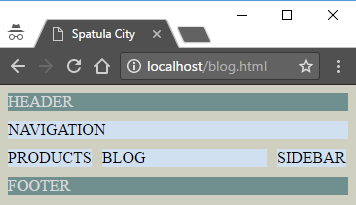 Spatula City
localhost/blog.html
HEADER
NAVIGATION
PRODUCTS BLOG SIDEBAR
FOOTER